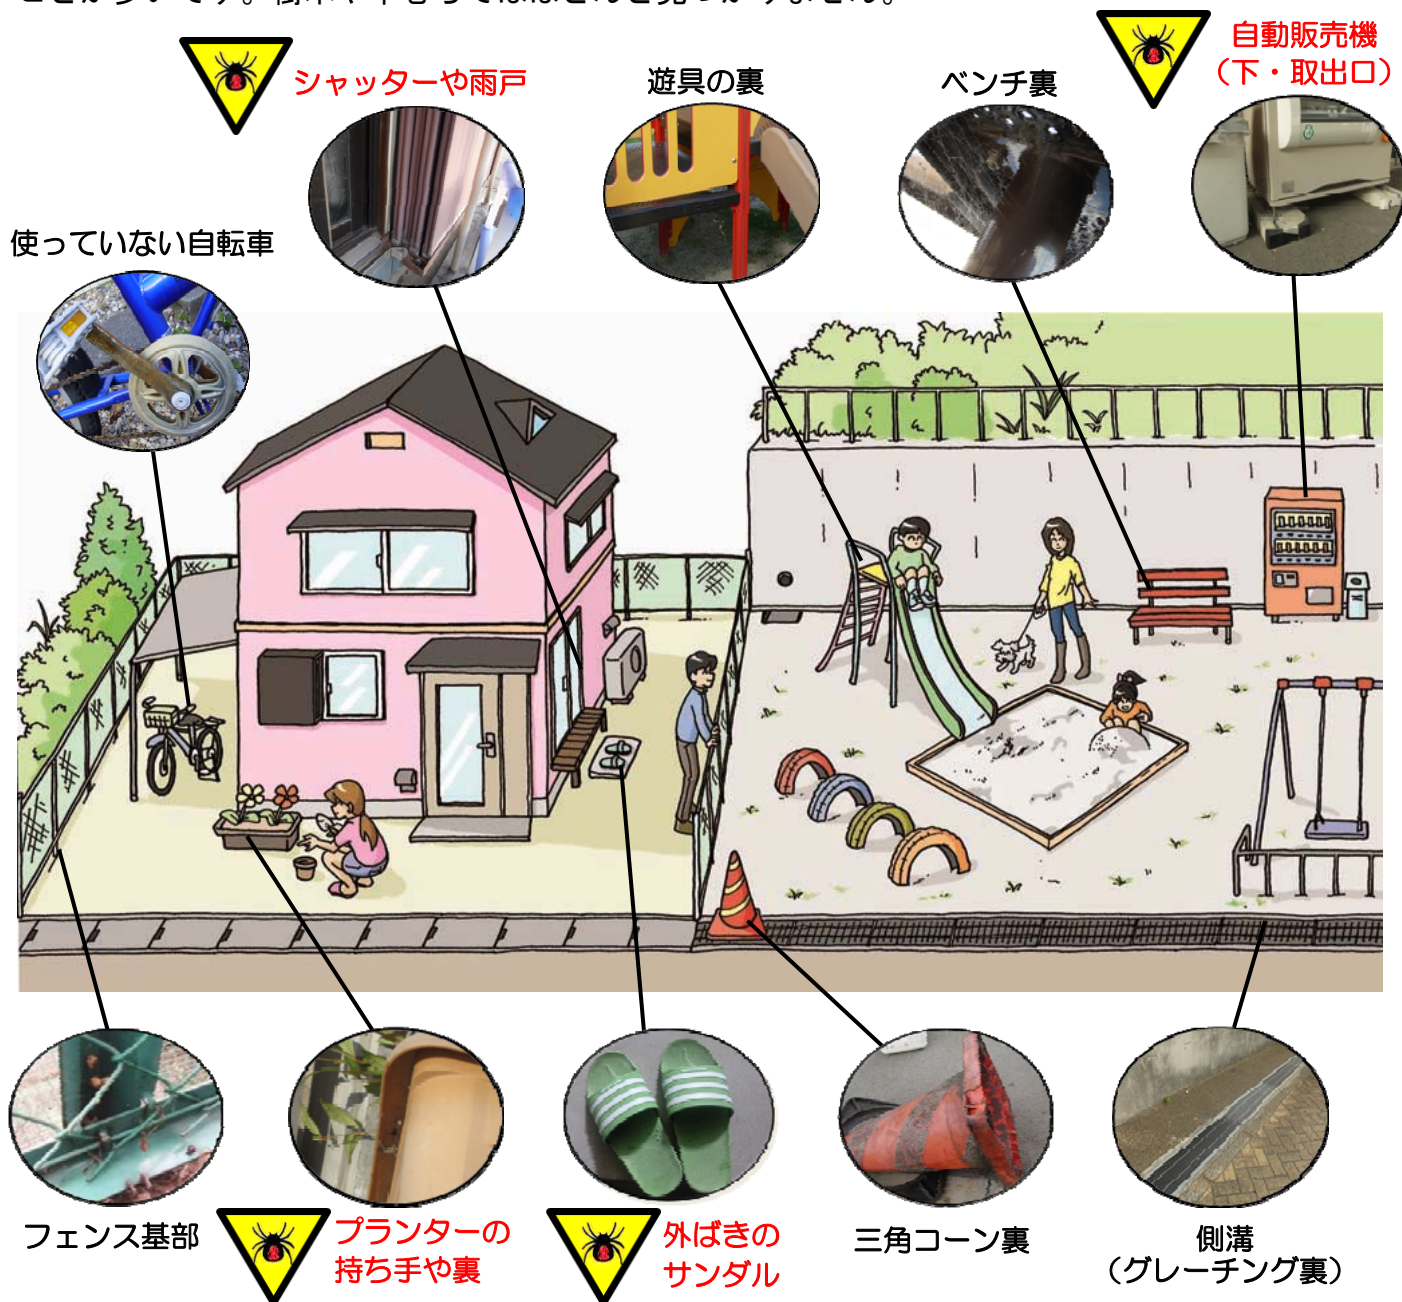 自動販売機
（下・取出口）
シャッターや雨戸
遊具の裏
ベンチ裏
使っていない自転車
フェンス基部
プランターの
持ち手や裏
外ばきの
サンダル
三角コーン裏
側溝
（グレーチング裏）